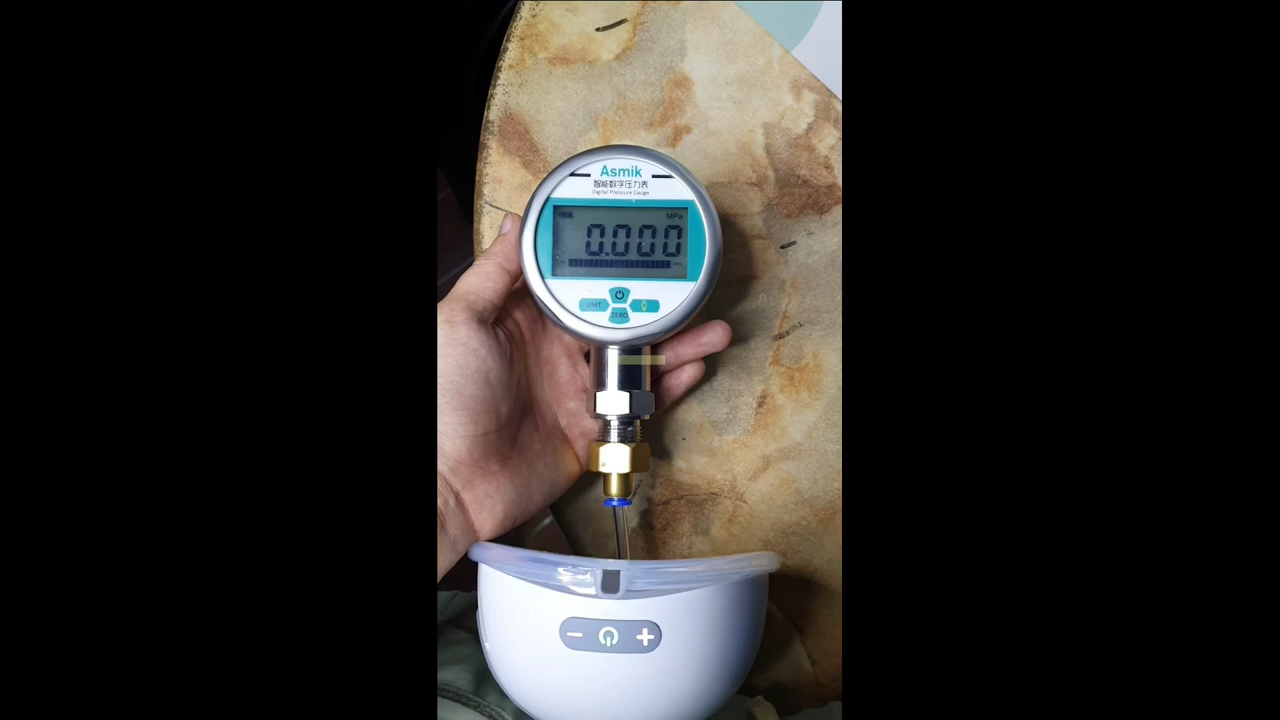 Asmik
智能数字压力表
Digital Pressure Gauge
MPa
0.000
UNIT
ZERO